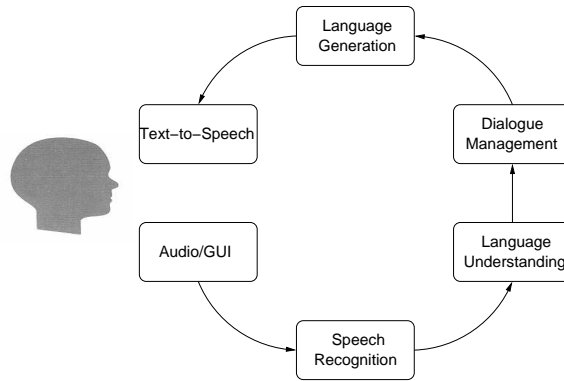 Language
Generation
Text−to−Speech
Dialogue
Management
Audio/GUI
Language
Understanding
Speech
Recognition